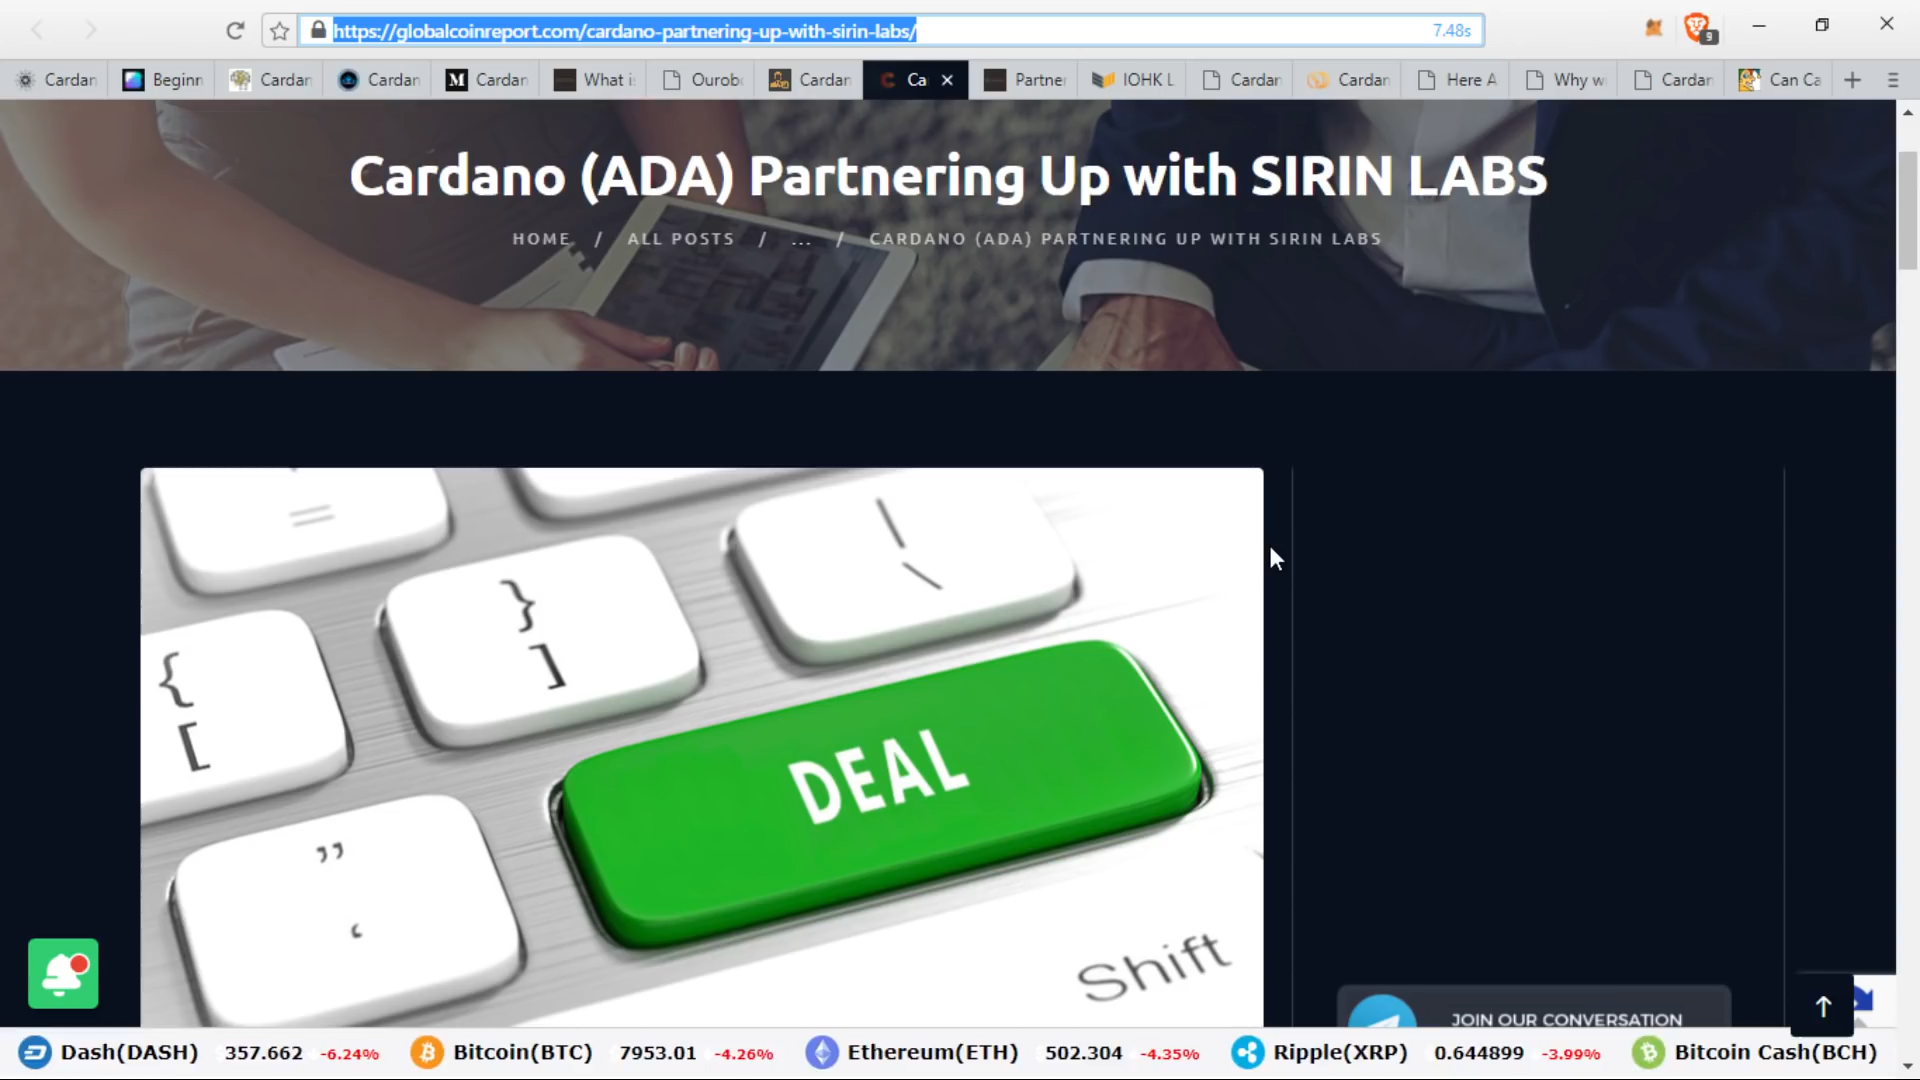 https://globalcoinreport.com/cardano-partnering-up-with-sirin-labs/
7.48s
9
Cardan
Beginn
Cardan
Cardan
M Cardan
What i
Ourob
Cardan
Ca
Partne
IOHK L
Cardan
Cardan
Here A
Why w
Cardan
Can Ca
Cardano (ADA) Partnering Up with SIRIN LABS
HOME / ALL POSTS / ... / CARDANO (ADA) PARTNERING UP WITH SIRIN LABS
=
|
\
}
]
{
[
DEAL
”
‘
Shift
JOIN OUR CONVERSATION
Dash(DASH) 357.662 -6.24% Bitcoin(BTC) 7953.01 -4.26% Ethereum(ETH) 502.304 -4.35% Ripple(XRP) 0.644899 -3.99% Bitcoin Cash(BCH)